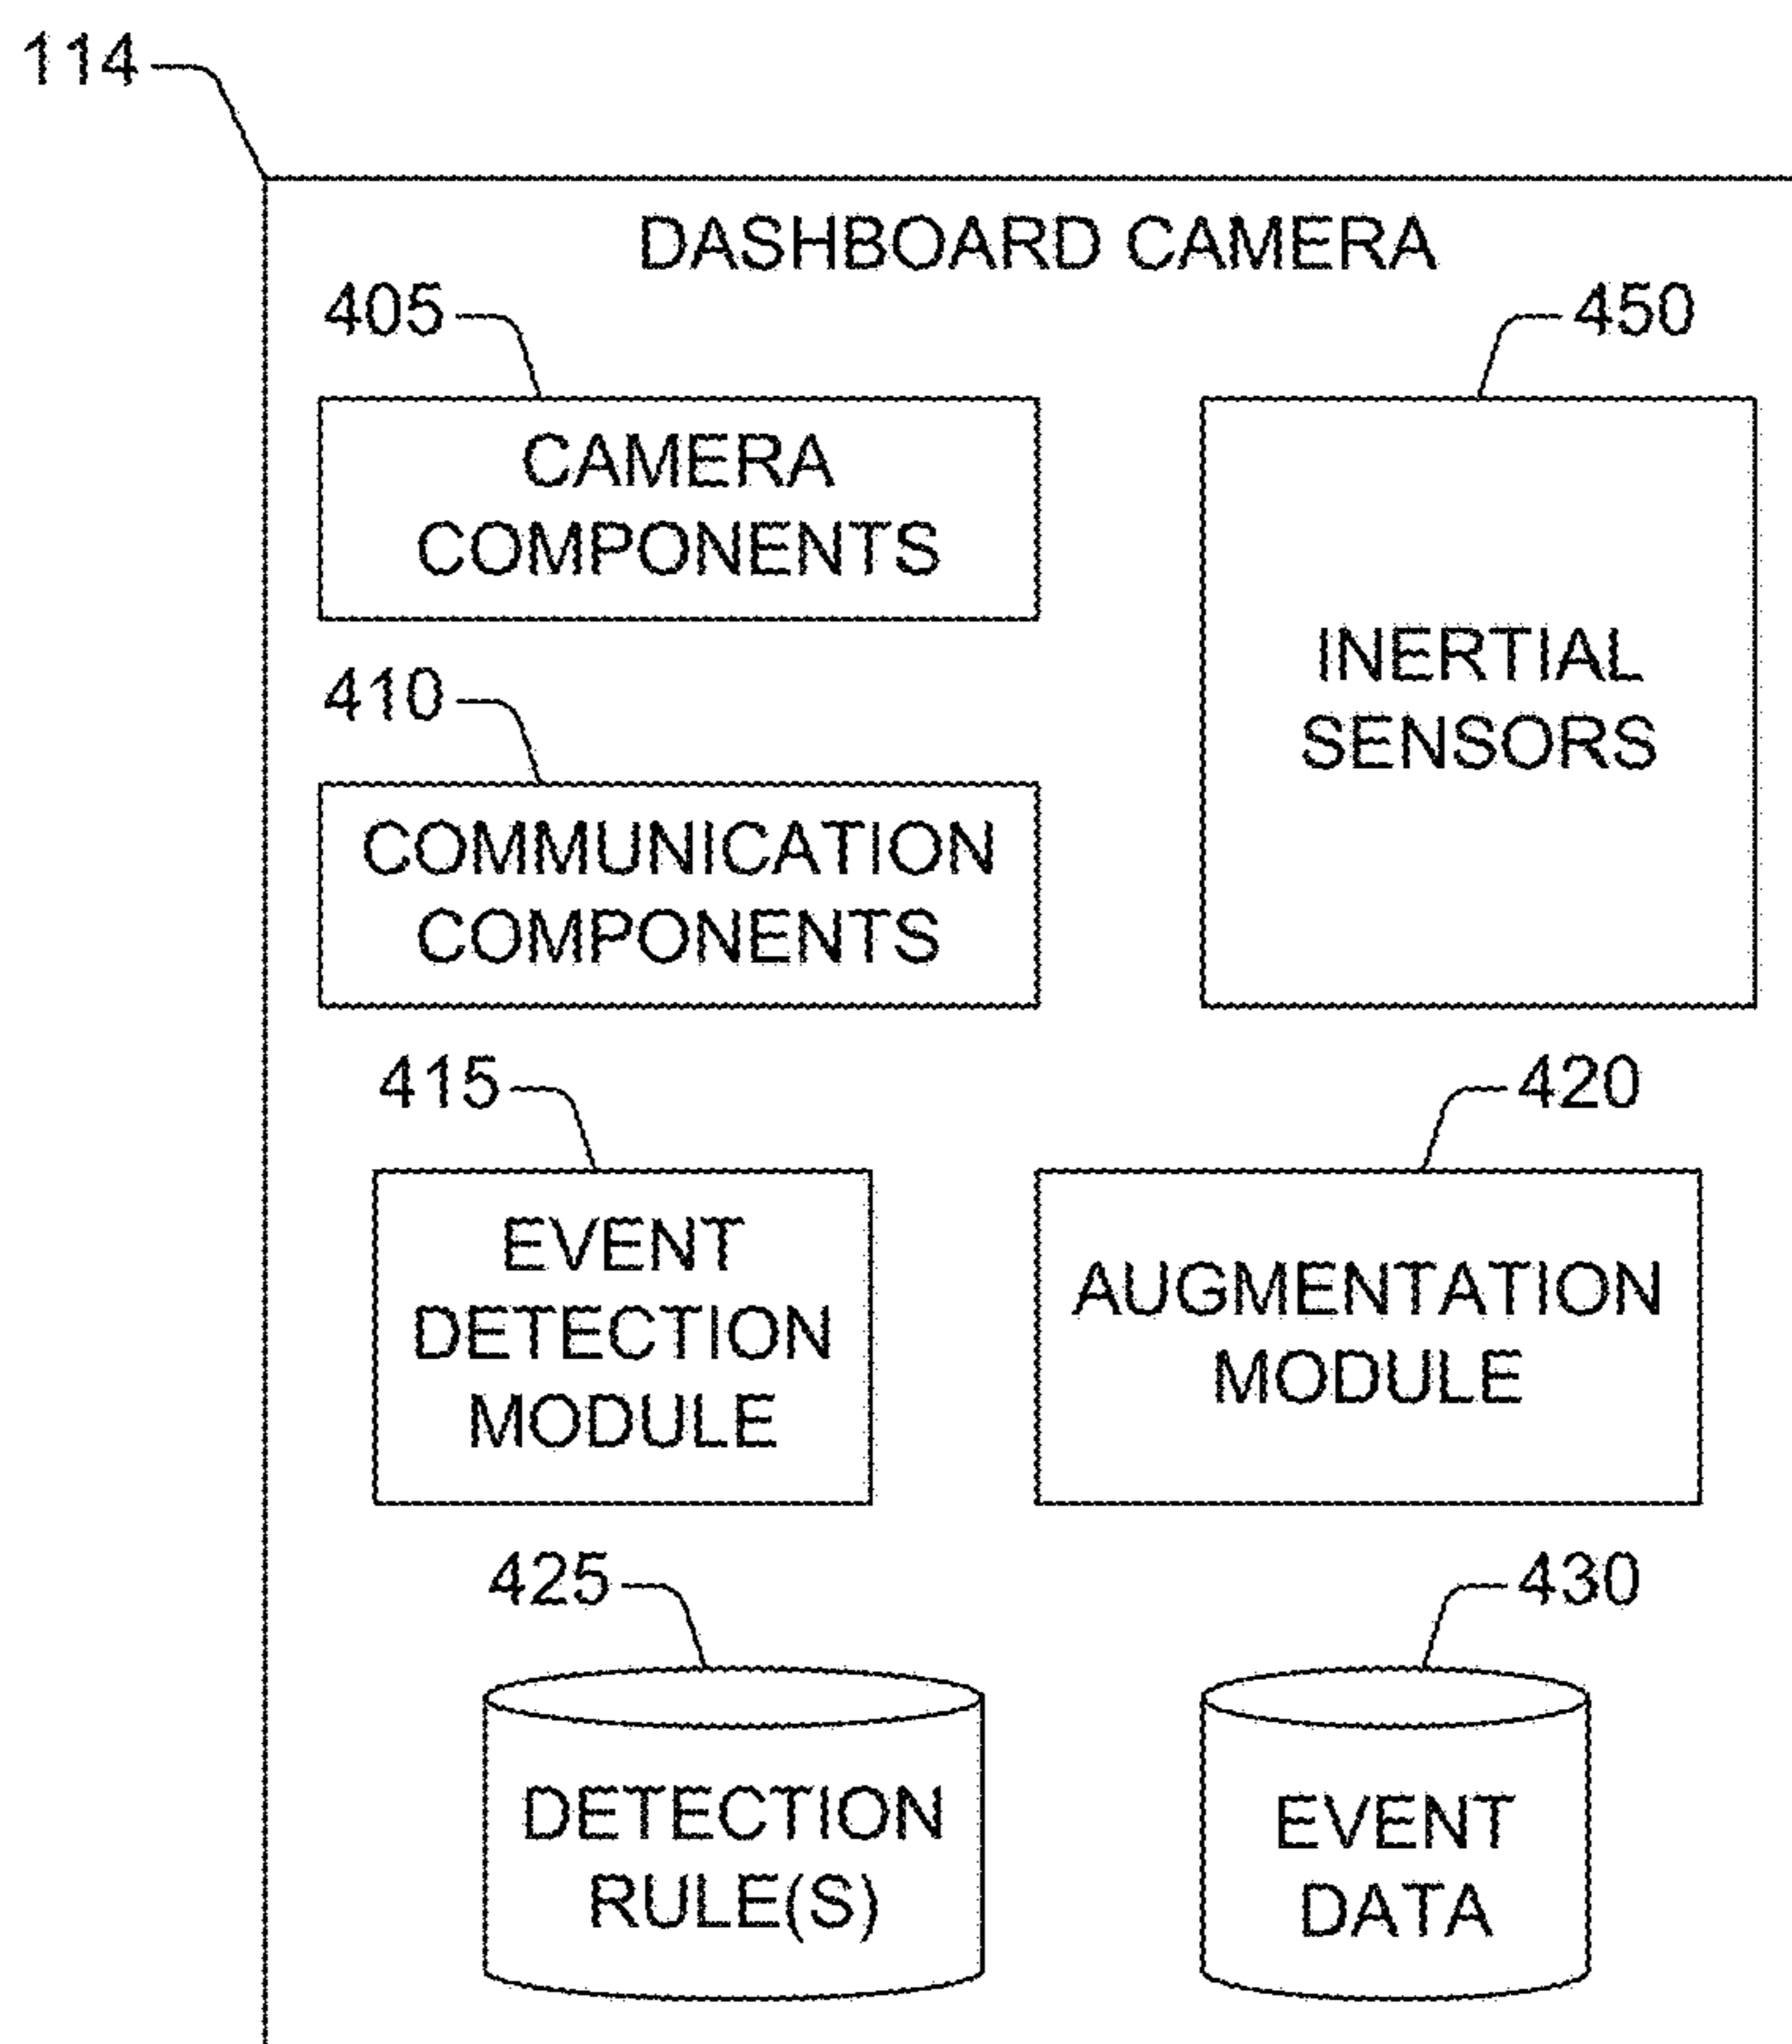 114
DASHBOARD CAMERA
405
450
CAMERA
COMPONENTS
INERTIAL
SENSORS
410
COMMUNICATION
COMPONENTS
415
420
EVENT
DETECTION
MODULE
AUGMENTATION
MODULE
425
430
DETECTION
RULE(S)
EVENT
DATA